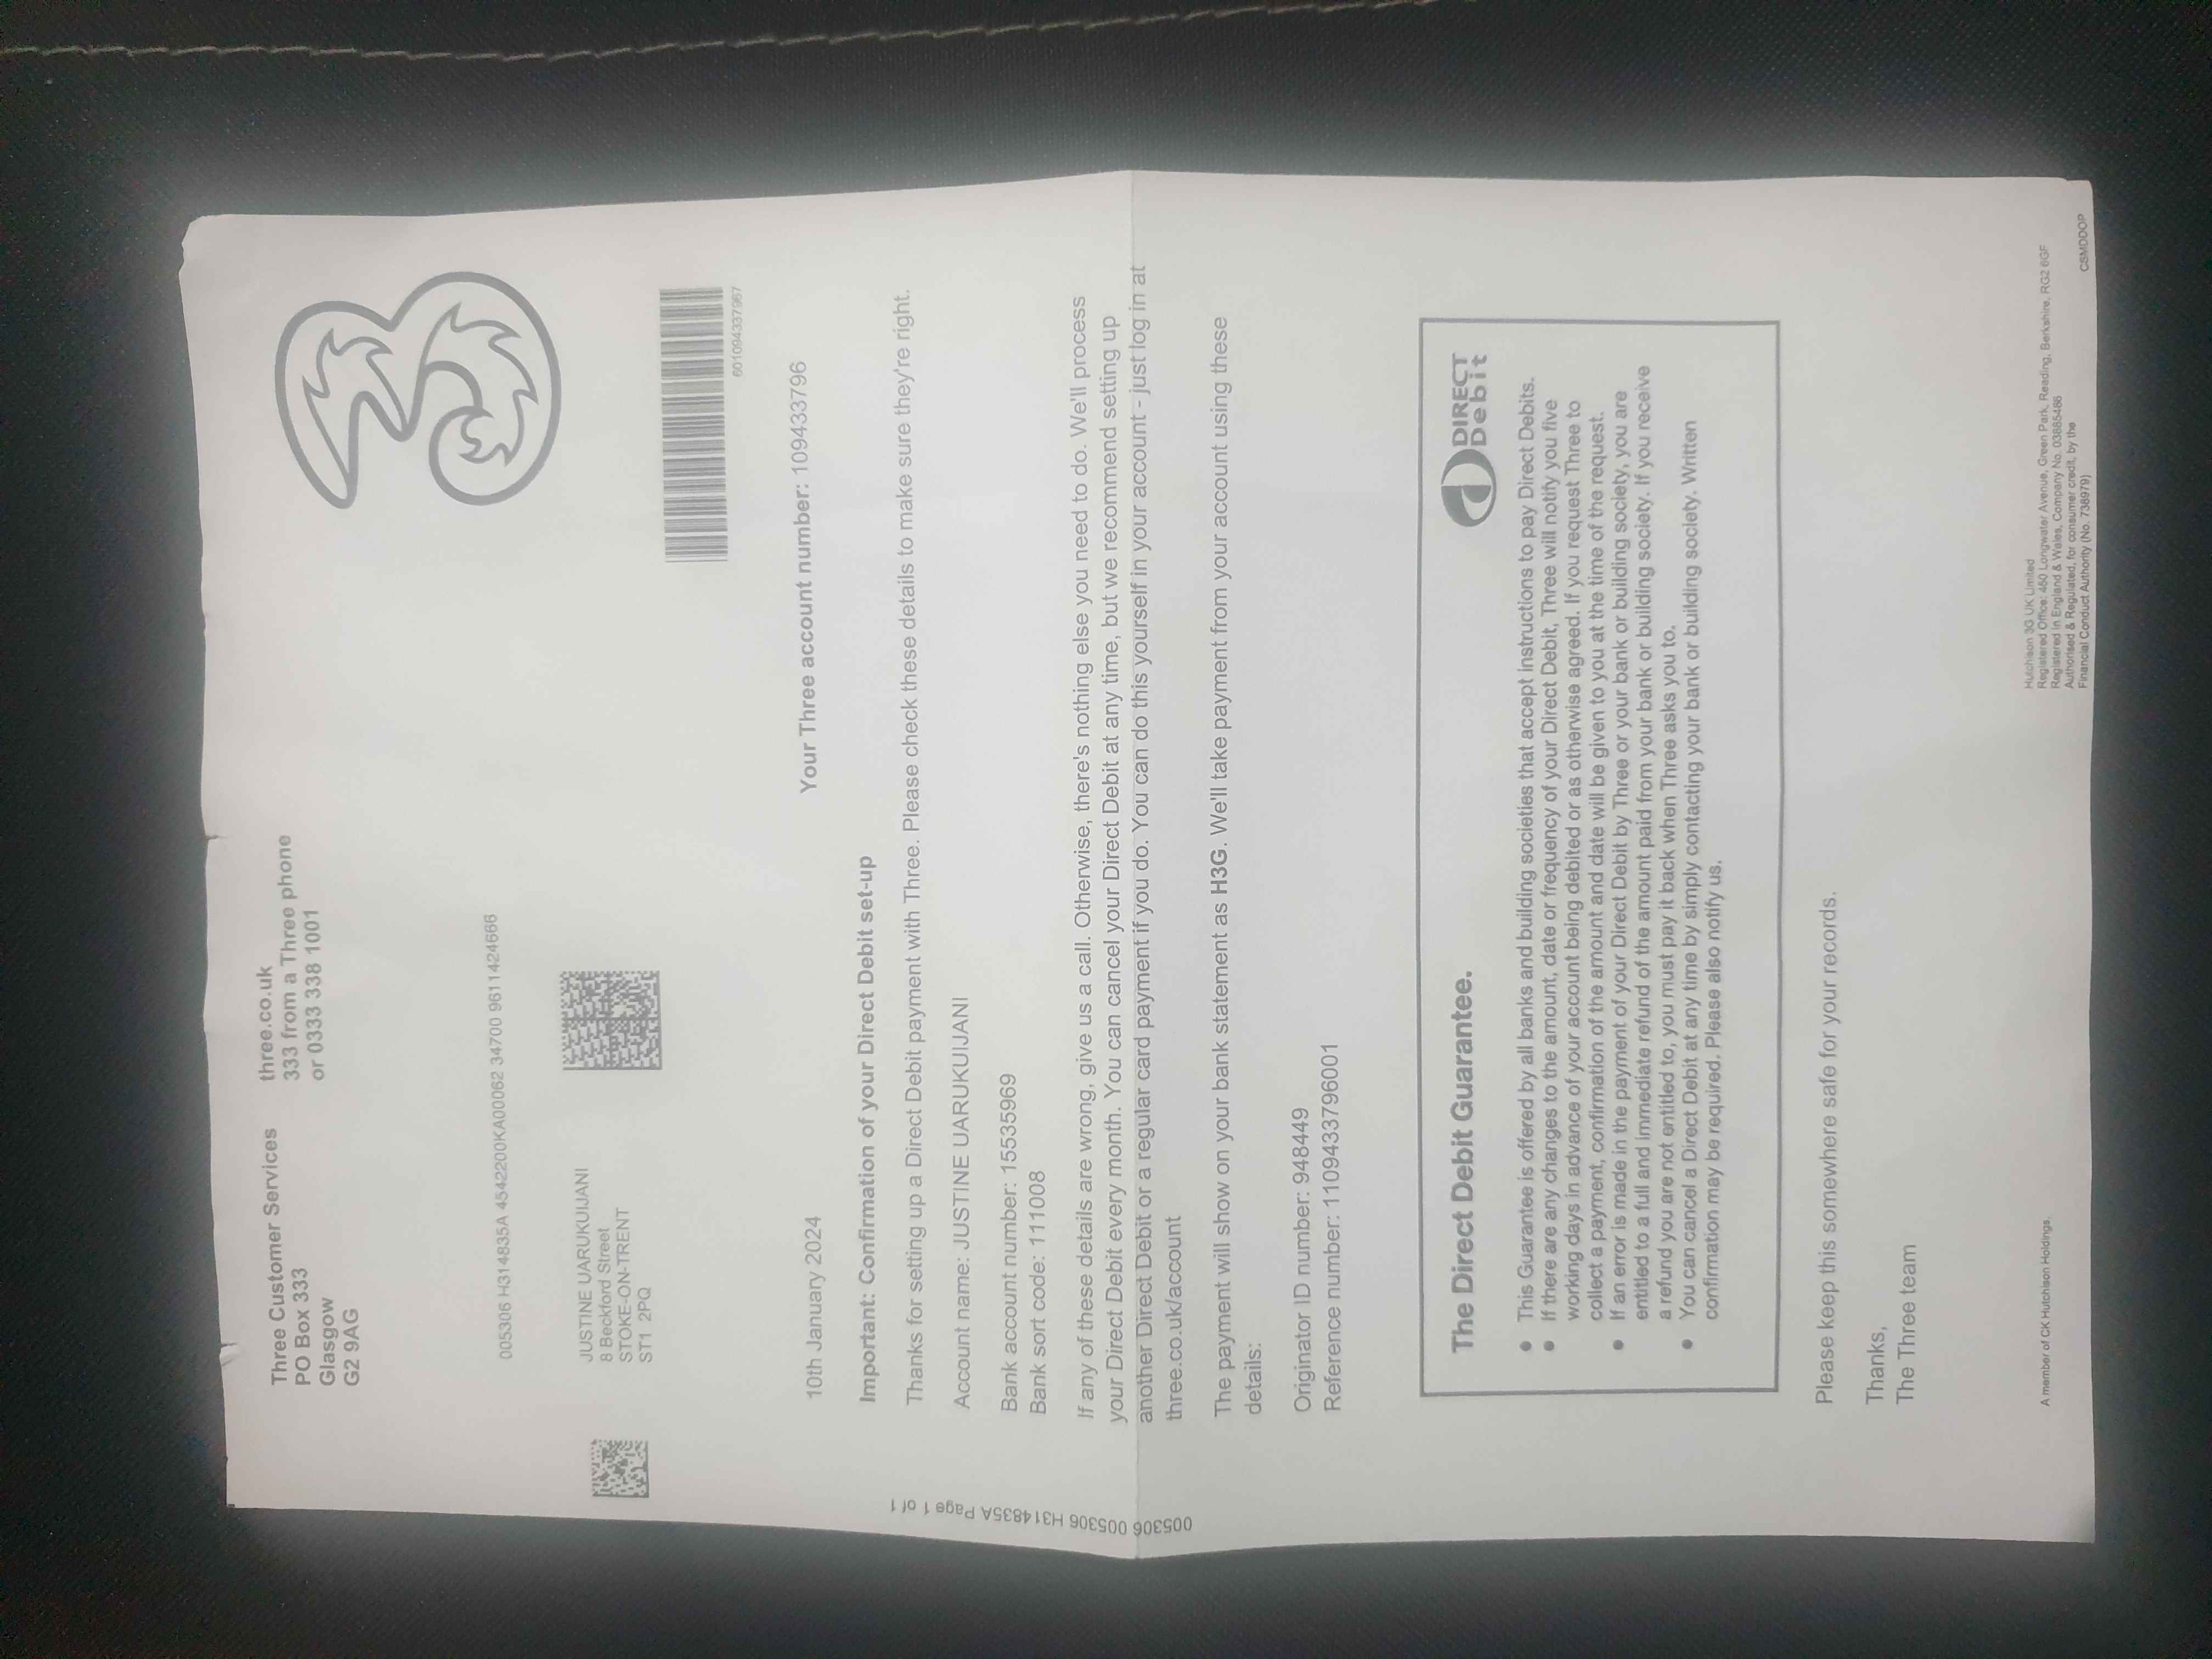 Three Customer Services
PO Box 333
Glasgow
G2 9AG
three.co.uk
333 from a Three phone
or 0333 338 1001
005306 H314835A 4542200KA00062 34700 9611424666
JUSTINE UARUKUIJANI
8 Beckford Street
STOKE-ON-TRENT
ST1 2PQ
601094337967
10th January 2024
Your Three account number: 109433796
Important: Confirmation of your Direct Debit set-up
Thanks for setting up a Direct Debit payment with Three. Please check these details to make sure they're right.
Account name: JUSTINE UARUKUIJANI
Bank account number: 15535969
Bank sort code: 111008
If any of these details are wrong, give us a call. Otherwise, there's nothing else you need to do. We'll process
your Direct Debit every month. You can cancel your Direct Debit at any time, but we recommend setting up
another Direct Debit or a regular card payment if you do. You can do this yourself in your account - just log in at
three.co.uk/account
The payment will show on your bank statement as H3G. We'll take payment from your account using these
details:
Originator ID number: 948449
Reference number: 1109433796001
005306 005306 H314835A Page 1 of 1
The Direct Debit Guarantee.
DIRECT
Debit
• This Guarantee is offered by all banks and building societies that accept instructions to pay Direct Debits.
• If there are any changes to the amount, date or frequency of your Direct Debit, Three will notify you five
working days in advance of your account being debited or as otherwise agreed. If you request Three to
collect a payment, confirmation of the amount and date will be given to you at the time of the request.
• If an error is made in the payment of your Direct Debit by Three or your bank or building society, you are
entitled to a full and immediate refund of the amount paid from your bank or building society. If you receive
a refund you are not entitled to, you must pay it back when Three asks you to.
• You can cancel a Direct Debit at any time by simply contacting your bank or building society. Written
confirmation may be required. Please also notify us.
Please keep this somewhere safe for your records.
Thanks,
The Three team
A member of CK Hutchison Holdings.
Hutchison 3G UK Limited
Registered Office: 450 Longwater Avenue, Green Park, Reading, Berkshire, RG2 6GF
Registered in England & Wales, Company No. 03885486
Authorised & Regulated, for consumer credit, by the
Financial Conduct Authority (No. 738979)
CSMDDOP